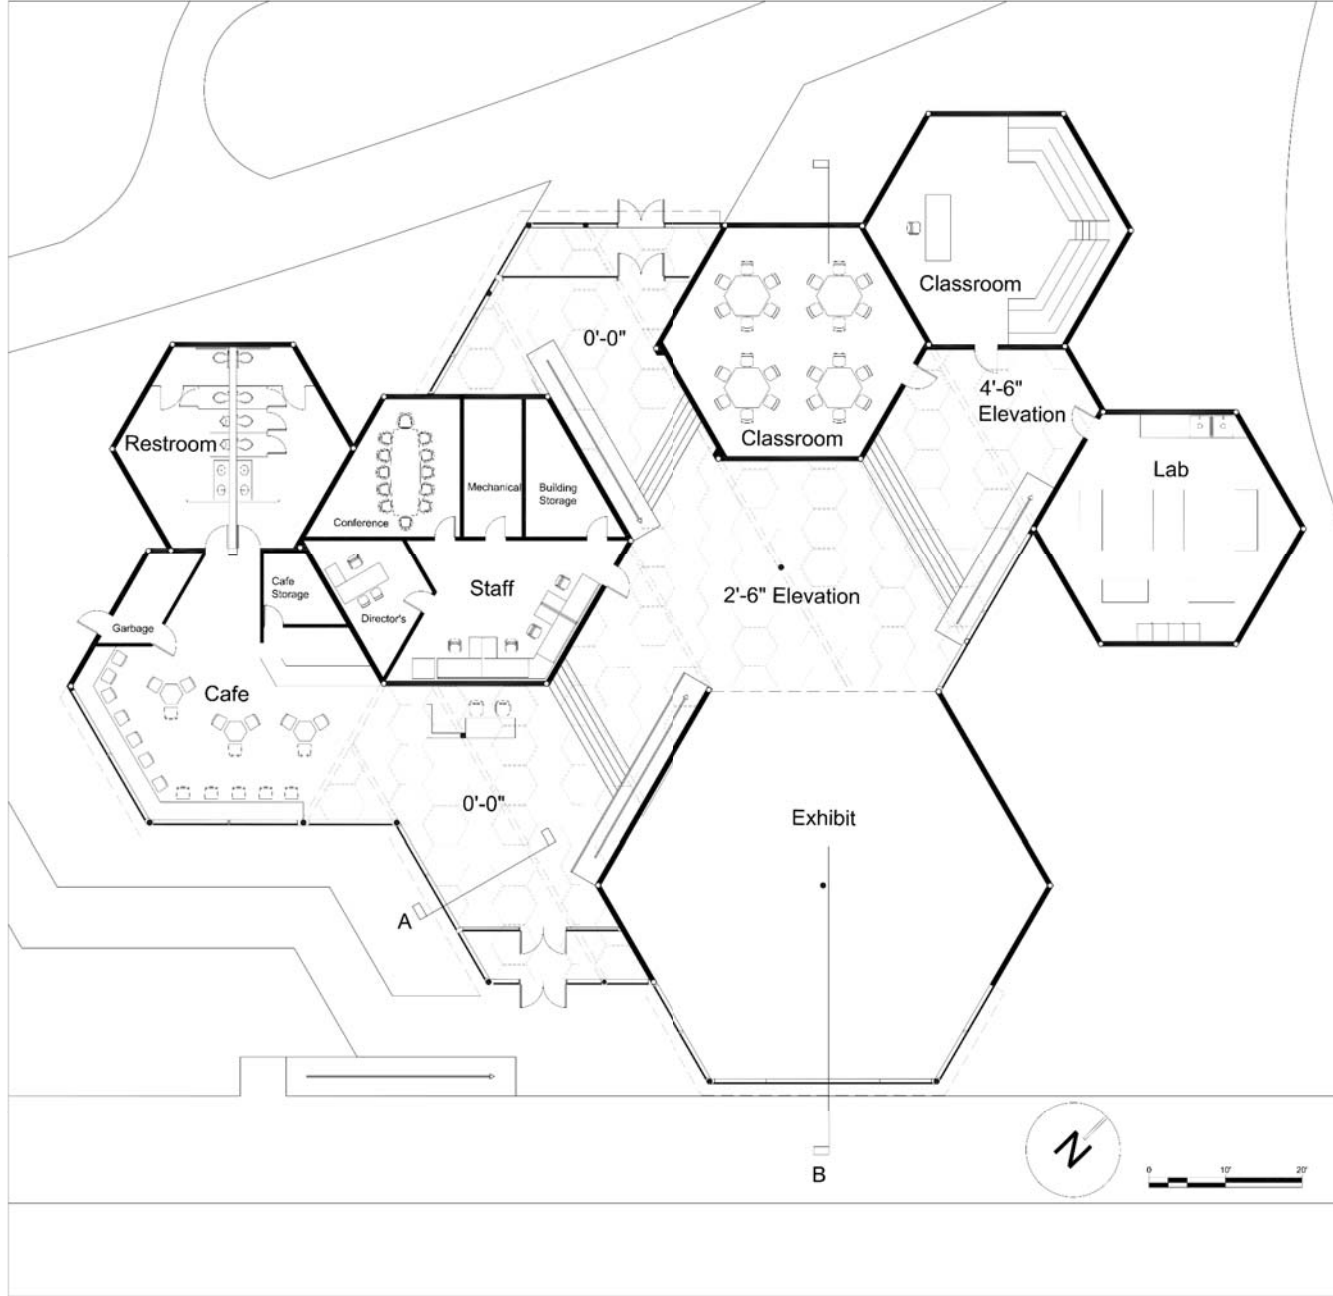 Classroom
0'-0"
4'-6"
Elevation
Classroom
Restroom
Lab
Mechanical
Building
Storage
Conference
Cafe
Storage
Staff
2'-6" Elevation
Director's
Garbage
Cafe
0'-0"
Exhibit
A
N
0
10'
20'
B